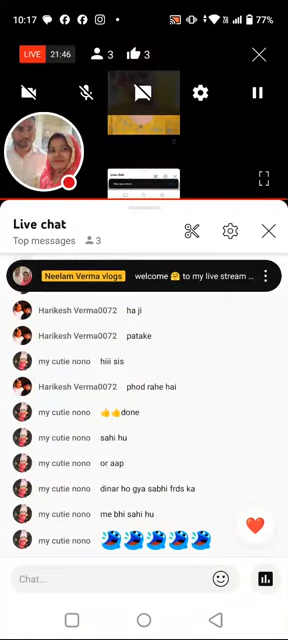 10:17
77%
LIVE 21:46 3 3
Live chat
Top messages 3
Neelam Verma vlogs welcome 🤗 to my live stream ...
Harikesh Verma0072 ha ji
Harikesh Verma0072 patake
my cutie nono hiii sis
Harikesh Verma0072 phod rahe hai
my cutie nono 👍👍done
my cutie nono sahi hu
my cutie nono or aap
my cutie nono dinar ho gya sabhi frds ka
my cutie nono me bhi sahi hu
my cutie nono
Chat...